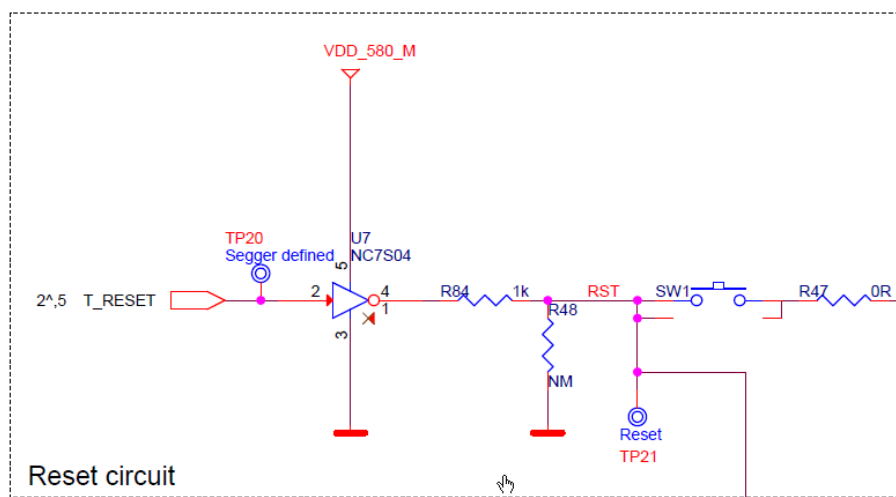 VDD_580_M
TP20
Segger defined
U7
NC7S04
5
2^,5 T_RESET
2
4
1
3
R84
1k
RST
SW1
R47
0R
R48
NM
Reset
TP21
Reset circuit